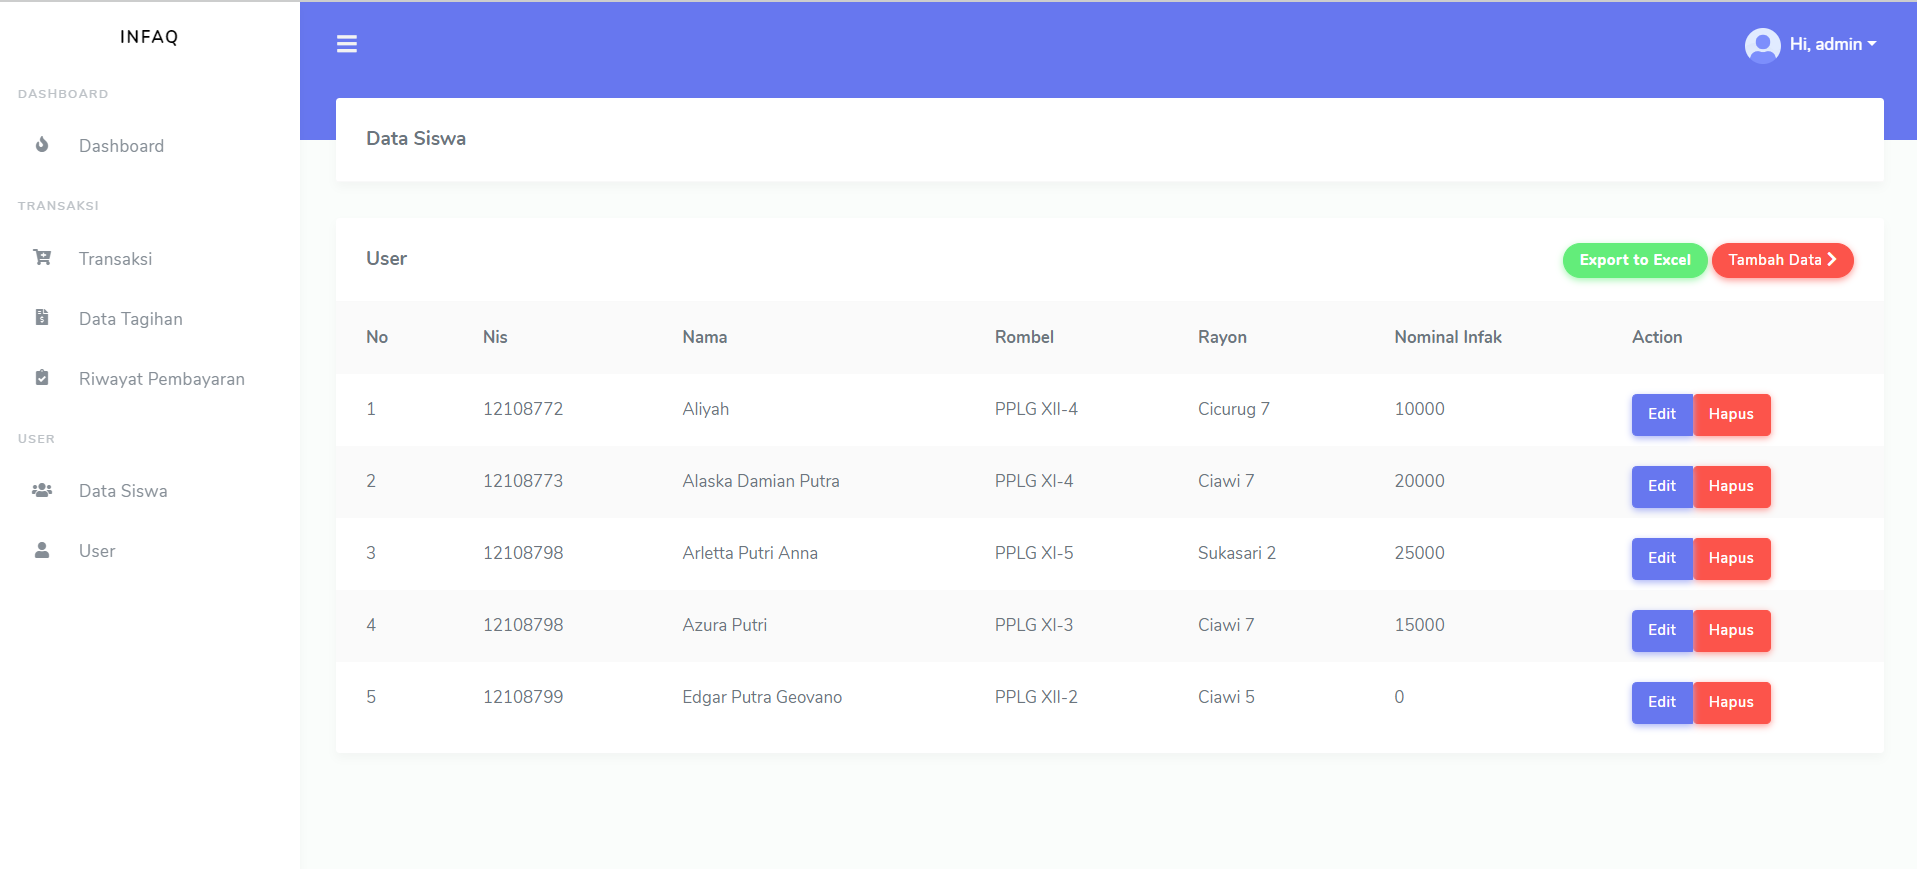 INFAQ
Hi, admin
DASHBOARD
Dashboard
TRANSAKSI
Transaksi
Data Tagihan
Riwayat Pembayaran
USER
Data Siswa
User
Data Siswa
User
Export to Excel Tambah Data
No Nis Nama Rombel Rayon Nominal Infak Action
1 12108772 Aliyah PPLG XII-4 Cicurug 7 10000 Edit Hapus
2 12108773 Alaska Damian Putra PPLG XI-4 Ciawi 7 20000 Edit Hapus
3 12108798 Arletta Putri Anna PPLG XI-5 Sukasari 2 25000 Edit Hapus
4 12108798 Azura Putri PPLG XI-3 Ciawi 7 15000 Edit Hapus
5 12108799 Edgar Putra Geovano PPLG XII-2 Ciawi 5 0 Edit Hapus